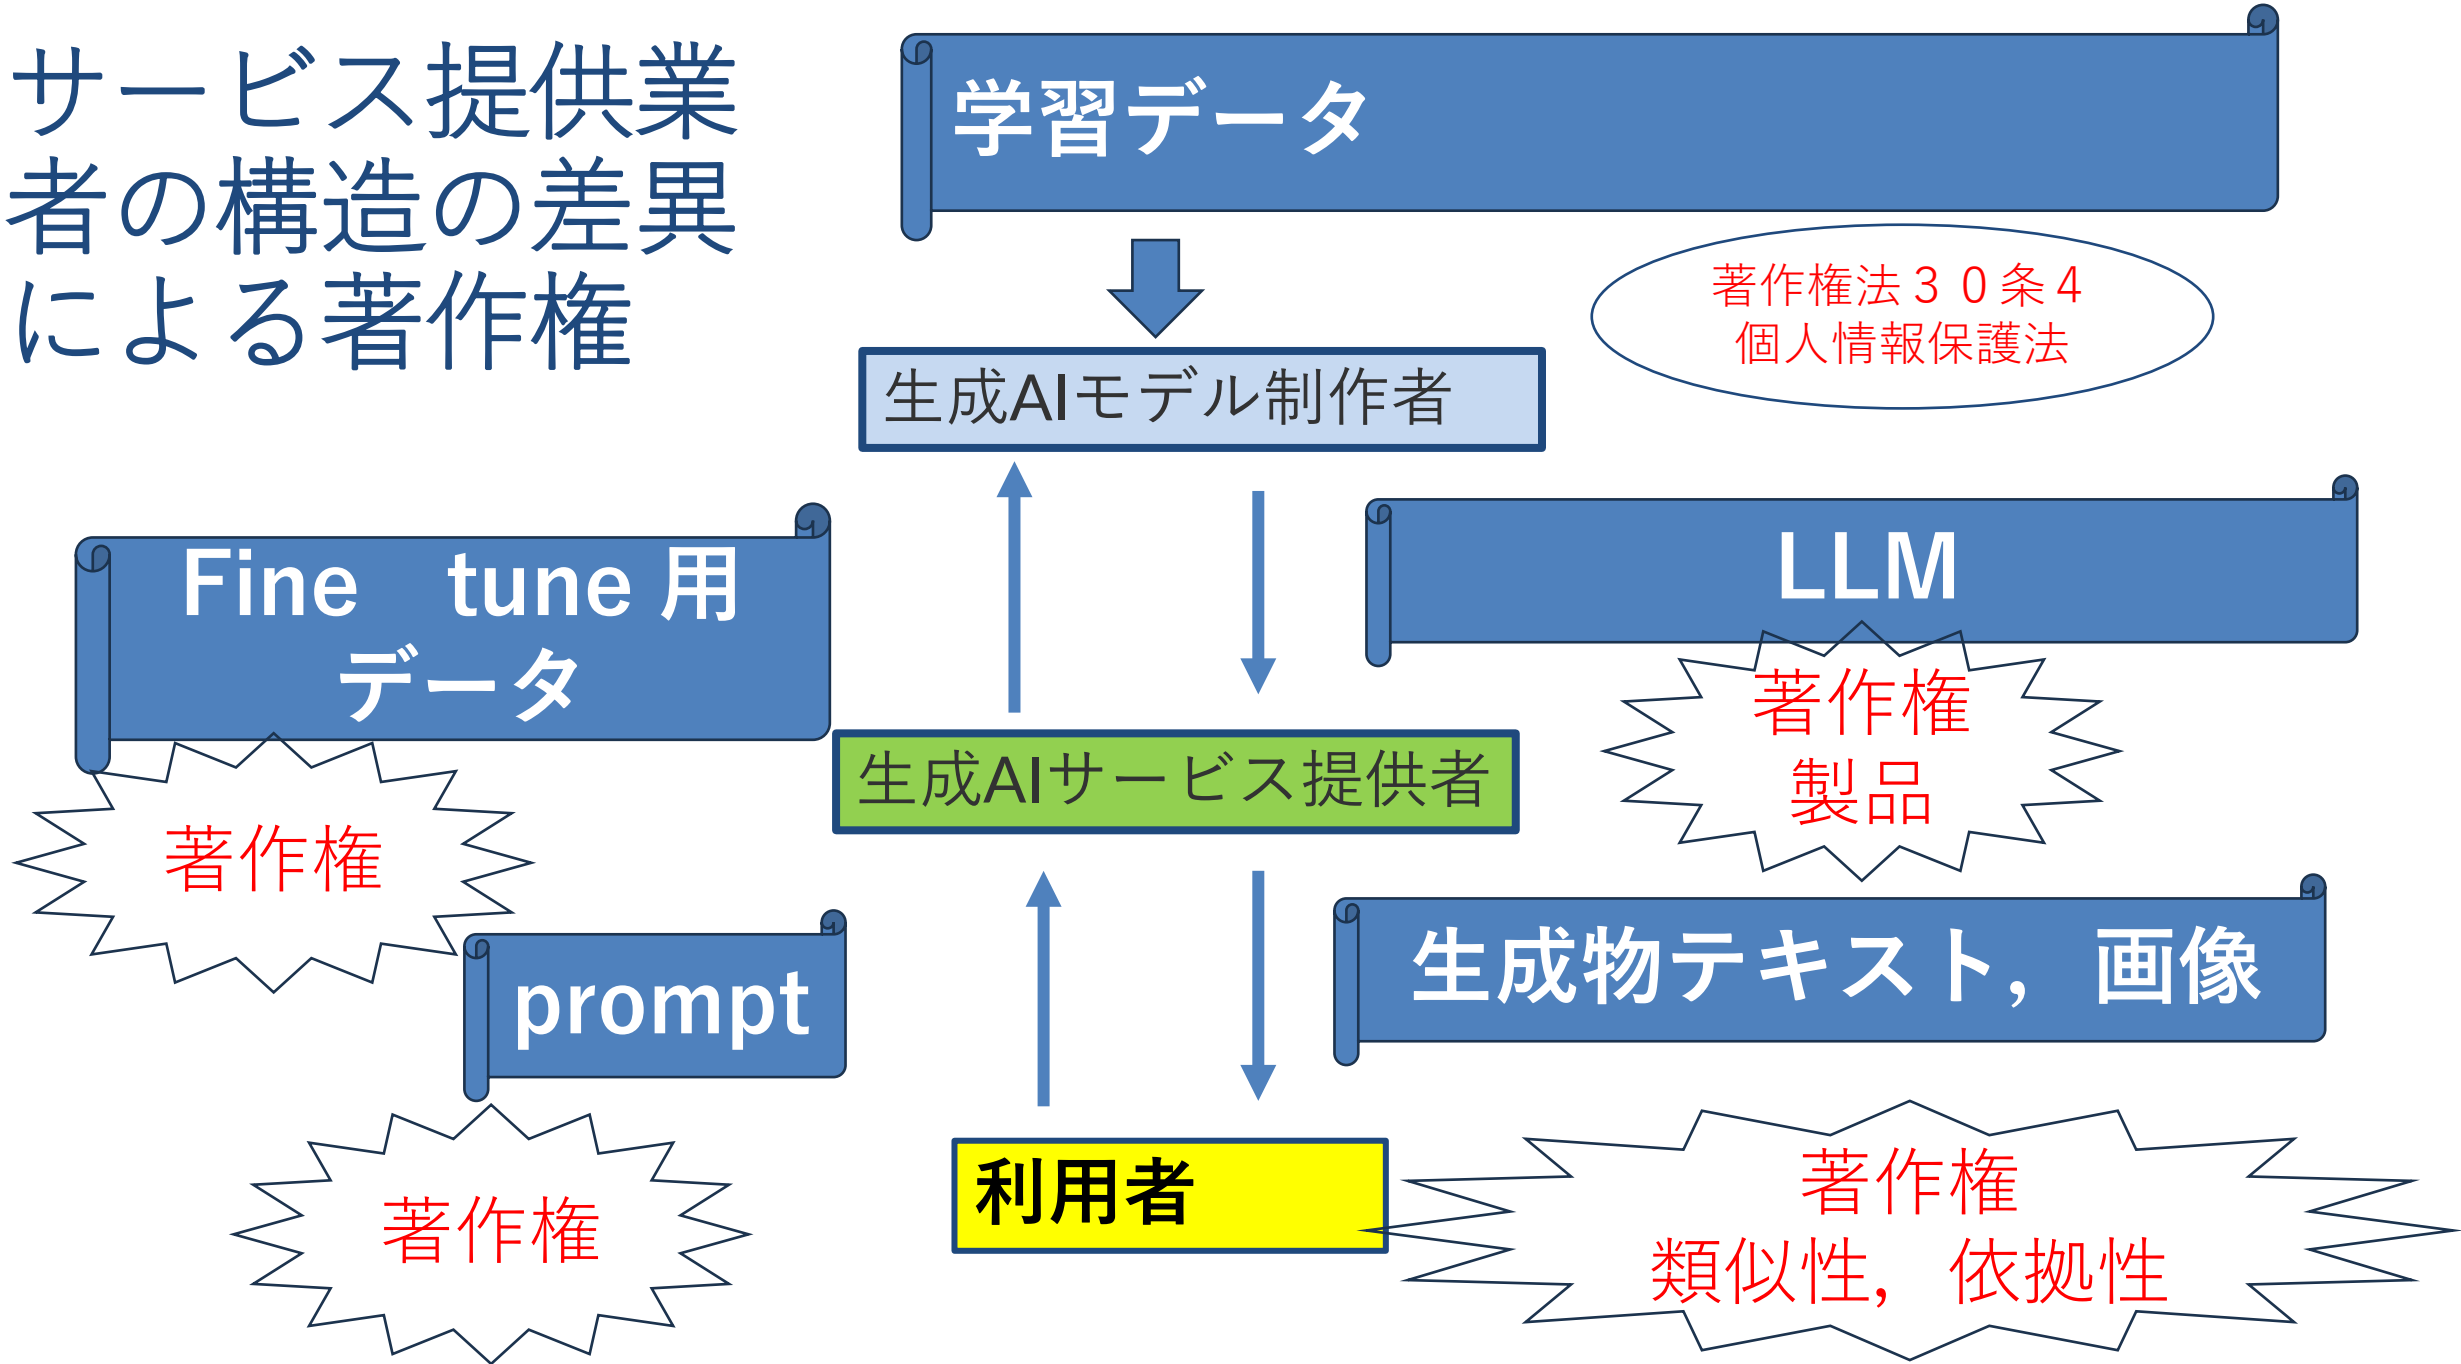 サービス提供業
者の構造の差異
による著作権
学習データ
著作権法３０条4
個人情報保護法
生成AIモデル制作者
Fine　tune 用
データ
LLM
著作権
製品
生成AIサービス提供者
著作権
prompt
生成物テキスト，画像
著作権
利用者
著作権
類似性，依拠性